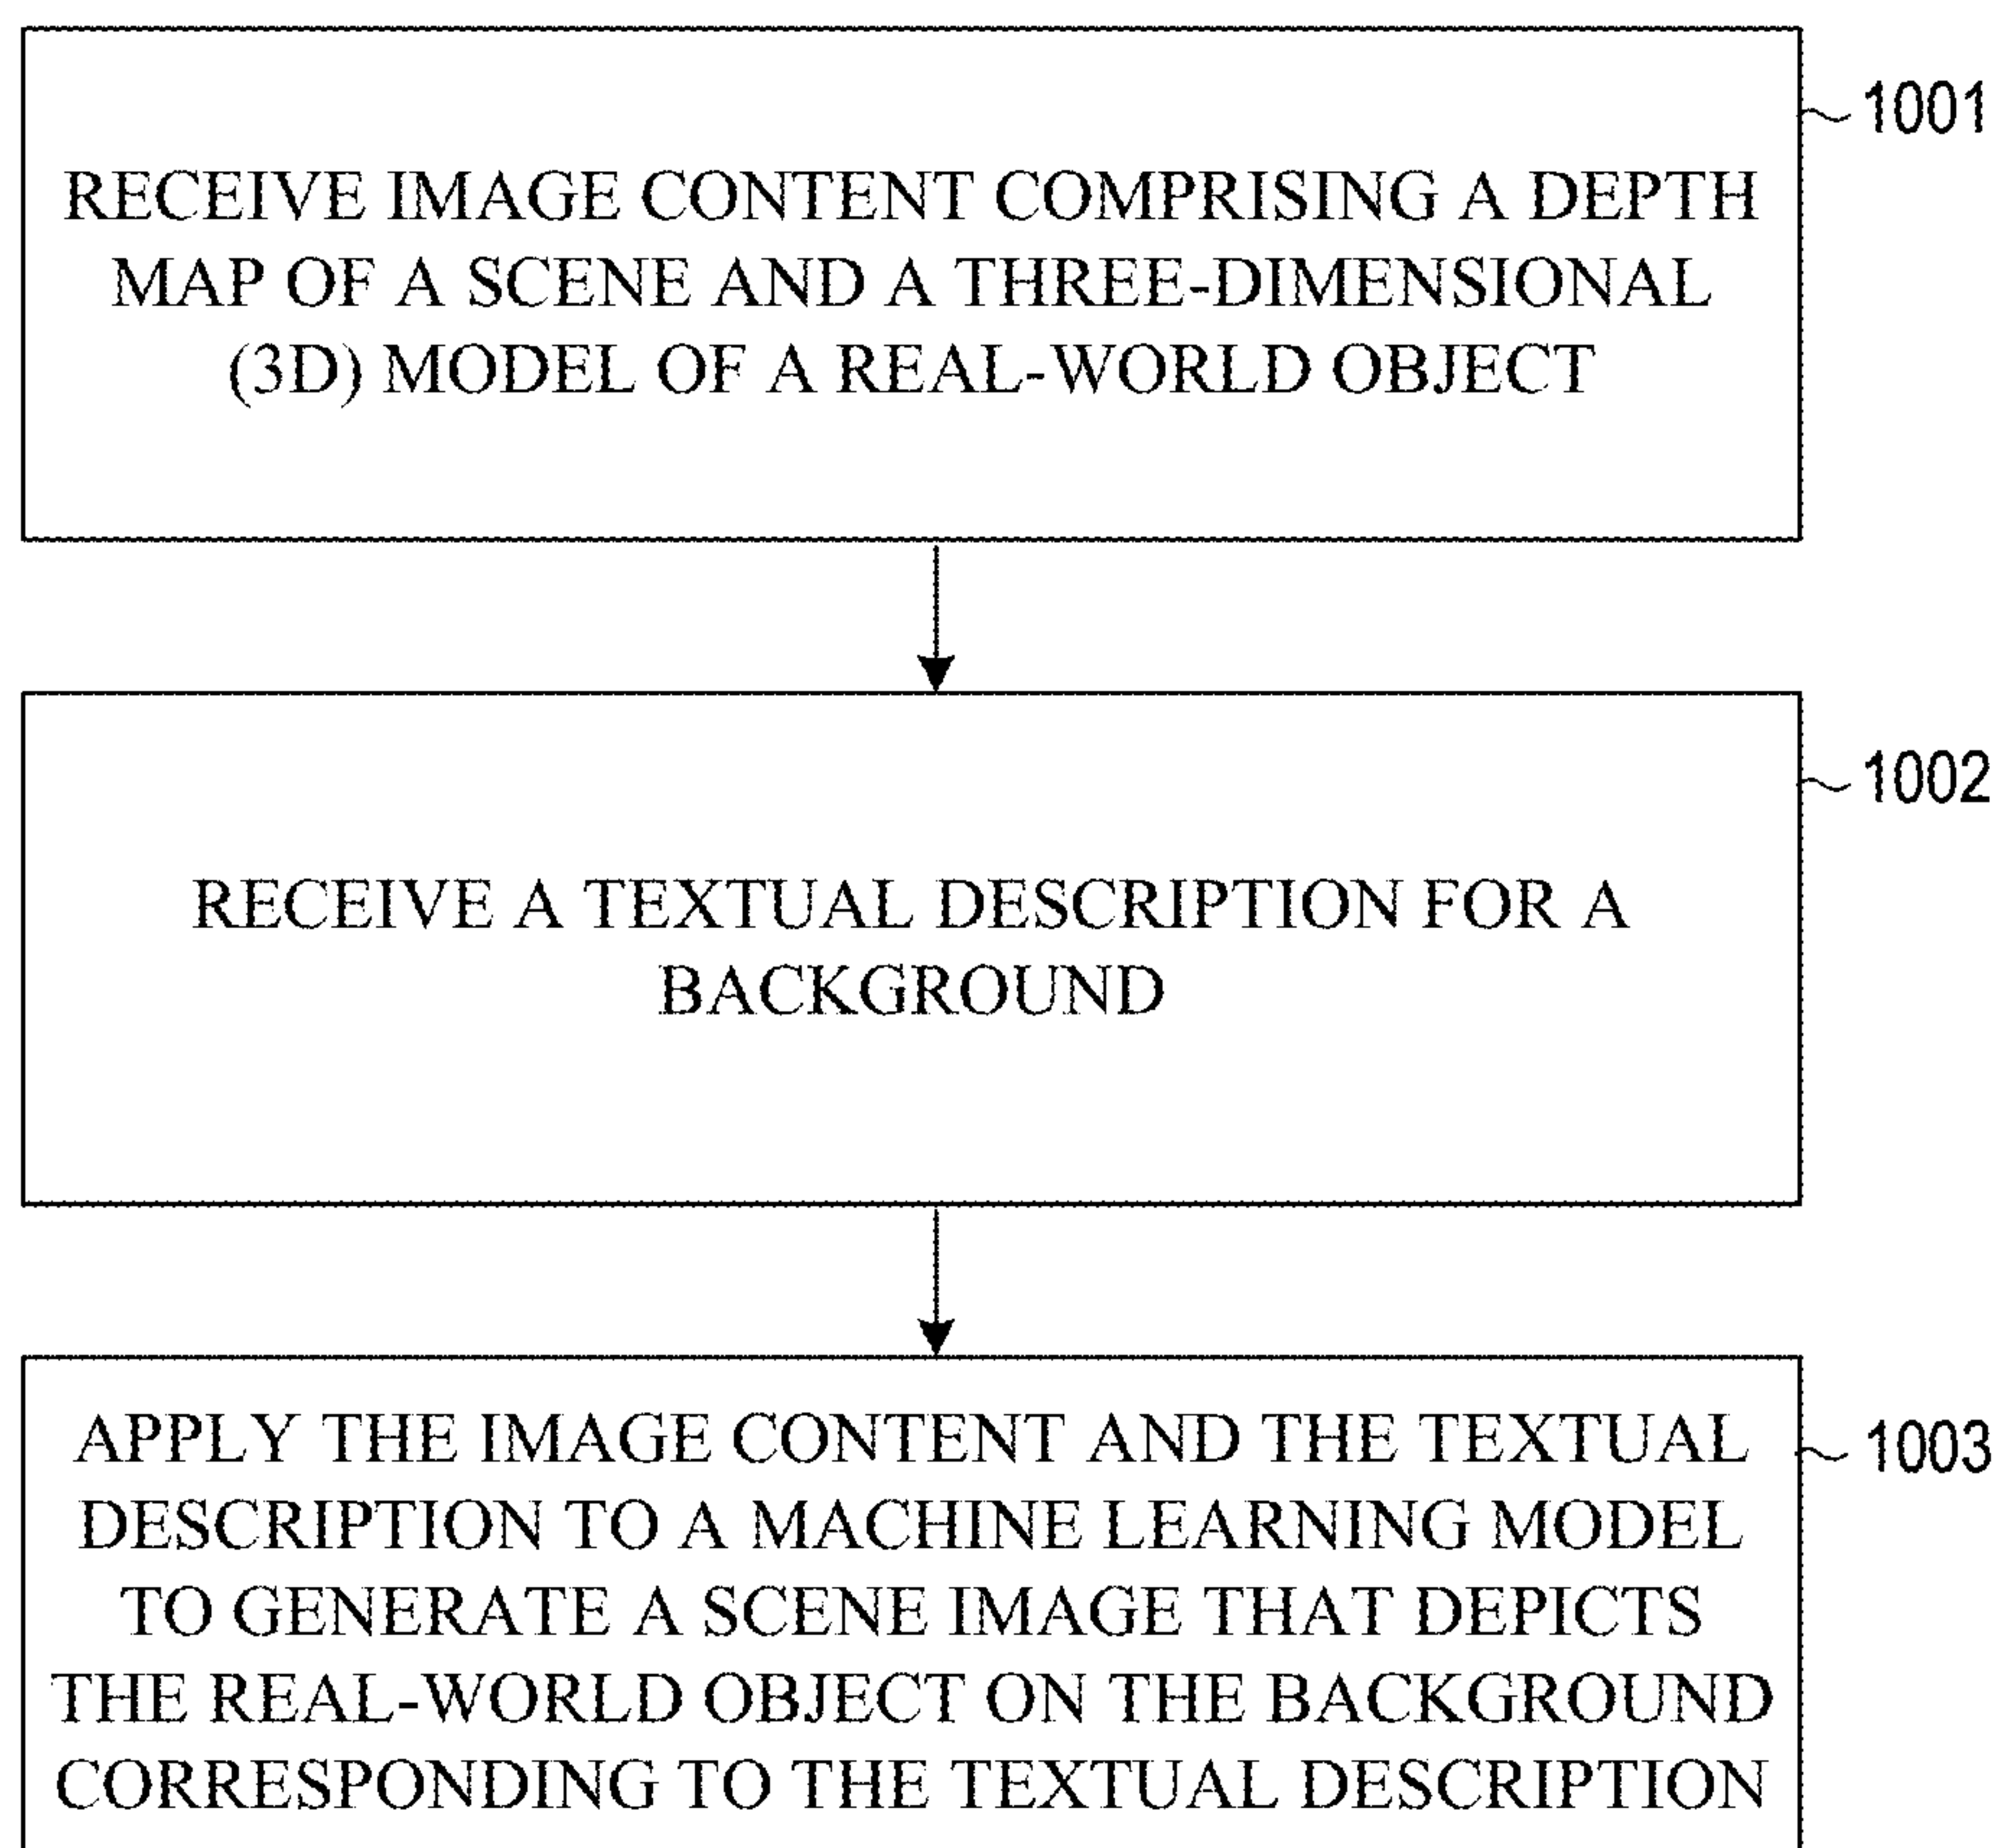 1001
RECEIVE IMAGE CONTENT COMPRISING A DEPTH
MAP OF A SCENE AND A THREE-DIMENSIONAL
(3D) MODEL OF A REAL-WORLD OBJECT
1002
RECEIVE A TEXTUAL DESCRIPTION FOR A
BACKGROUND
1003
APPLY THE IMAGE CONTENT AND THE TEXTUAL
DESCRIPTION TO A MACHINE LEARNING MODEL
TO GENERATE A SCENE IMAGE THAT DEPICTS
THE REAL-WORLD OBJECT ON THE BACKGROUND
CORRESPONDING TO THE TEXTUAL DESCRIPTION